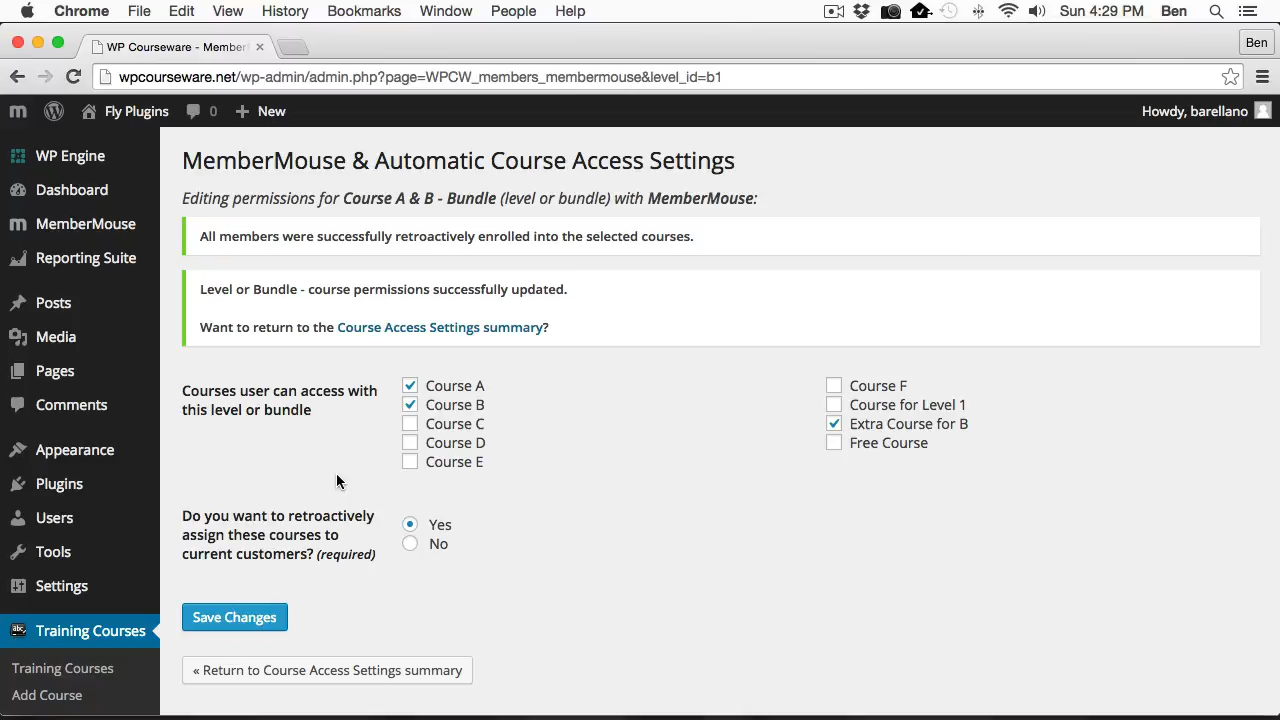 Chrome File Edit View History Bookmarks Window People Help Sun 4:29 PM Ben
WP Courseware - Member
Ben
wpcourseware.net/wp-admin/admin.php?page=WPCW_members_membermouse&level_id=b1
Fly Plugins 0 + New Howdy, barellano
WP Engine
Dashboard
MemberMouse
Reporting Suite
Posts
Media
Pages
Comments
Appearance
Plugins
Users
Tools
Settings
Training Courses
Training Courses
Add Course
MemberMouse & Automatic Course Access Settings
Editing permissions for Course A & B - Bundle (level or bundle) with MemberMouse:
All members were successfully retroactively enrolled into the selected courses.
Level or Bundle - course permissions successfully updated.
Want to return to the Course Access Settings summary?
Courses user can access with
this level or bundle
Course A
Course B
Course C
Course D
Course E
Course F
Course for Level 1
Extra Course for B
Free Course
Do you want to retroactively
assign these courses to
current customers? (required)
Yes
No
Save Changes
« Return to Course Access Settings summary